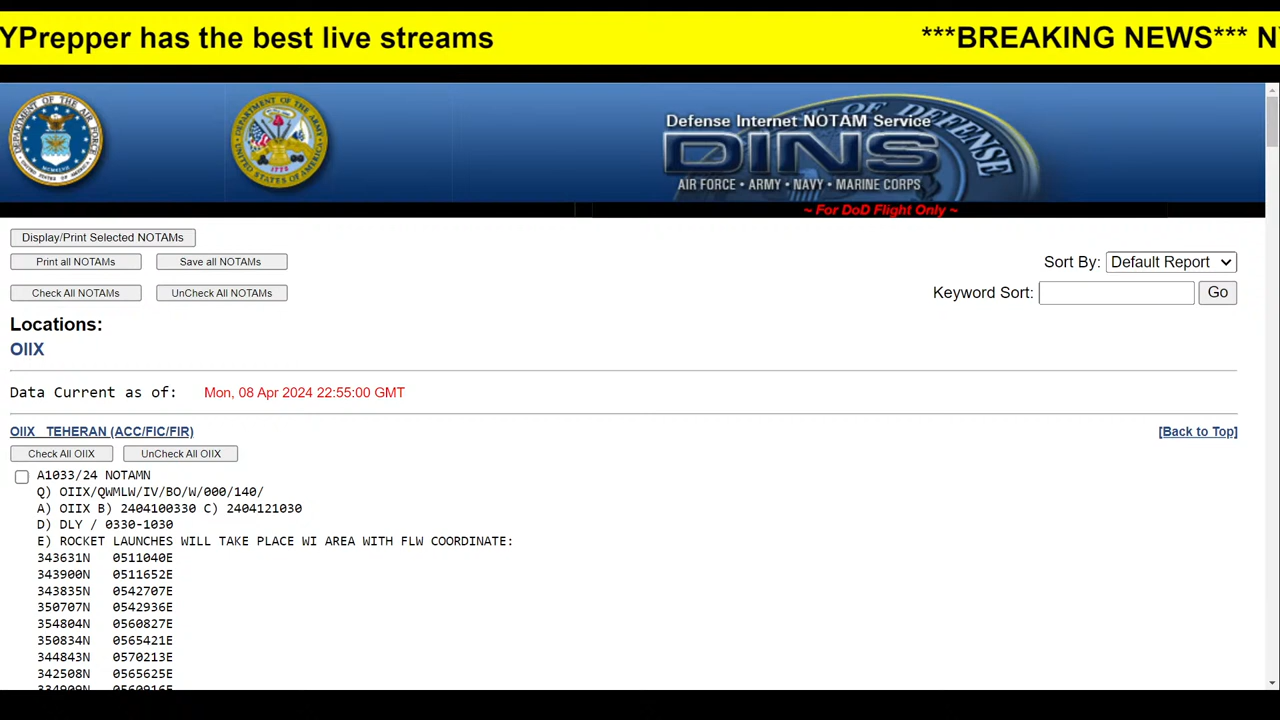 YPrepper has the best live streams ***BREAKING NEWS*** N
Defense Internet NOTAM Service
DINS
AIR FORCE • ARMY • NAVY • MARINE CORPS
~ For DoD Flight Only ~
Display/Print Selected NOTAMs
Print all NOTAMs Save all NOTAMs
Sort By: Default Report
Check All NOTAMs UnCheck All NOTAMs
Keyword Sort: Go
Locations:
OIIX
Data Current as of: Mon, 08 Apr 2024 22:55:00 GMT
OIIX TEHERAN (ACC/FIC/FIR) [Back to Top]
Check All OIIX UnCheck All OIIX
A1033/24 NOTAMN
Q) OIIX/QWMLW/IV/BO/W/000/140/
A) OIIX B) 2404100330 C) 2404121030
D) DLY / 0330-1030
E) ROCKET LAUNCHES WILL TAKE PLACE WI AREA WITH FLW COORDINATE:
343631N 0511040E
343900N 0511652E
343835N 0542707E
350707N 0542936E
354804N 0560827E
350834N 0565421E
344843N 0570213E
342508N 0565625E